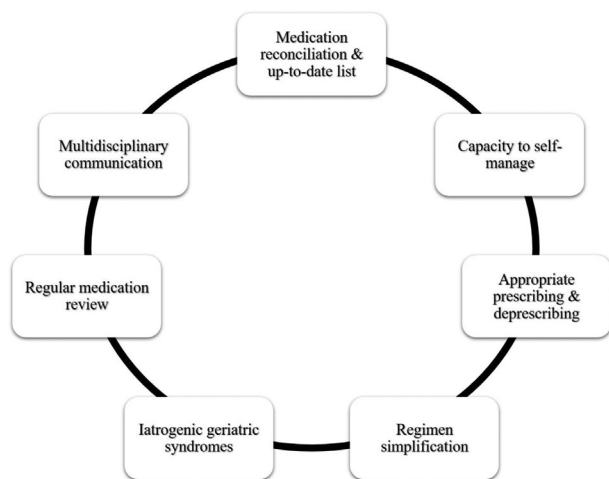 Medication
reconciliation &
up-to-date list
Capacity to self-
manage
Appropriate
prescribing &
deprescribing
Regimen
simplification
Iatrogenic geriatric
syndromes
Regular medication
review
Multidisciplinary
communication